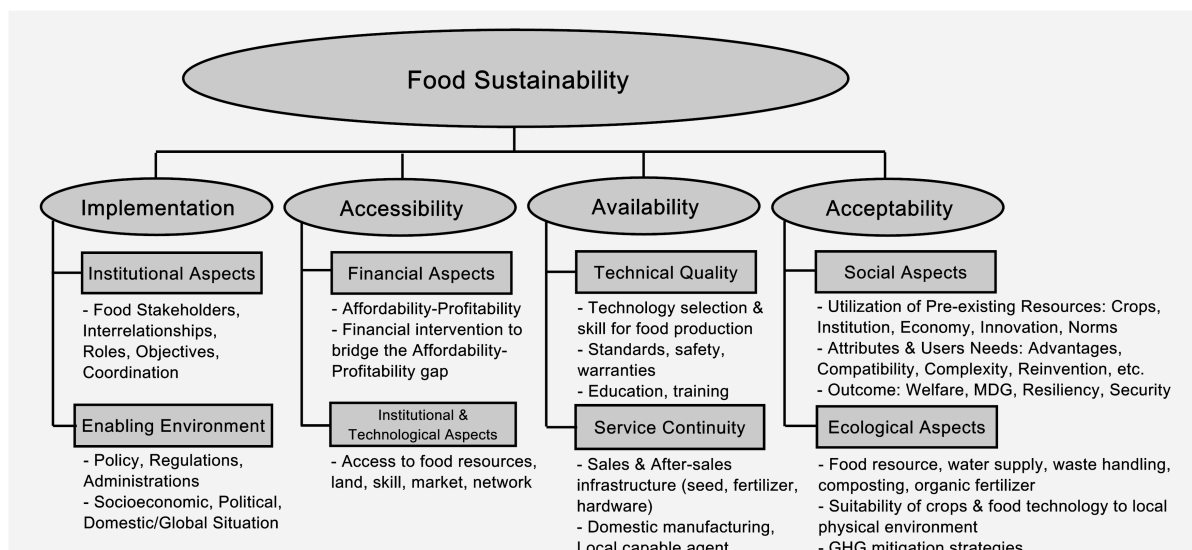 Food Sustainability
Implementation
Accessibility
Availability
Acceptability
Institutional Aspects
- Food Stakeholders,
Interrelationships,
Roles, Objectives,
Coordination
Enabling Environment
- Policy, Regulations,
Administrations
- Socioeconomic, Political,
Domestic/Global Situation
Financial Aspects
- Affordability-Profitability
- Financial intervention to
bridge the Affordability-
Profitability gap
Institutional &
Technological Aspects
- Access to food resources,
land, skill, market, network
Technical Quality
- Technology selection &
skill for food production
- Standards, safety,
warranties
- Education, training
Service Continuity
- Sales & After-sales
infrastructure (seed, fertilizer,
hardware)
- Domestic manufacturing,
Local capable agent
Social Aspects
- Utilization of Pre-existing Resources: Crops,
Institution, Economy, Innovation, Norms
- Attributes & Users Needs: Advantages,
Compatibility, Complexity, Reinvention, etc.
- Outcome: Welfare, MDG, Resiliency, Security
Ecological Aspects
- Food resource, water supply, waste handling,
composting, organic fertilizer
- Suitability of crops & food technology to local
physical environment
- GHG mitigation strategies